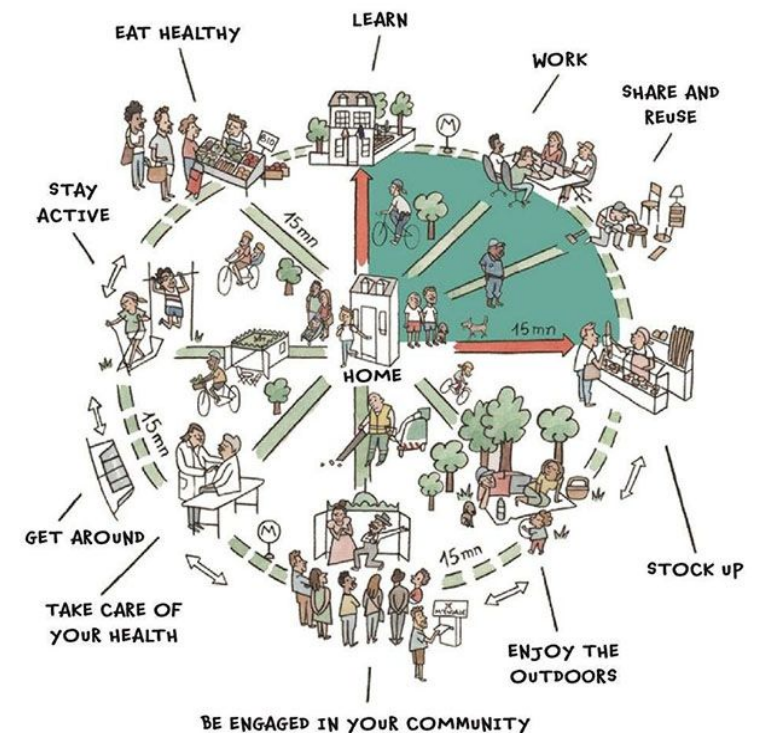 LEARN
EAT HEALTHY
WORK
SHARE AND
REUSE
M
BIO
STAY
ACTIVE
15mn
15mn
HOME
15mn
GET AROUND
M
15mn
STOCK UP
TAKE CARE OF
YOUR HEALTH
ENJOY THE
OUTDOORS
BE ENGAGED IN YOUR COMMUNITY